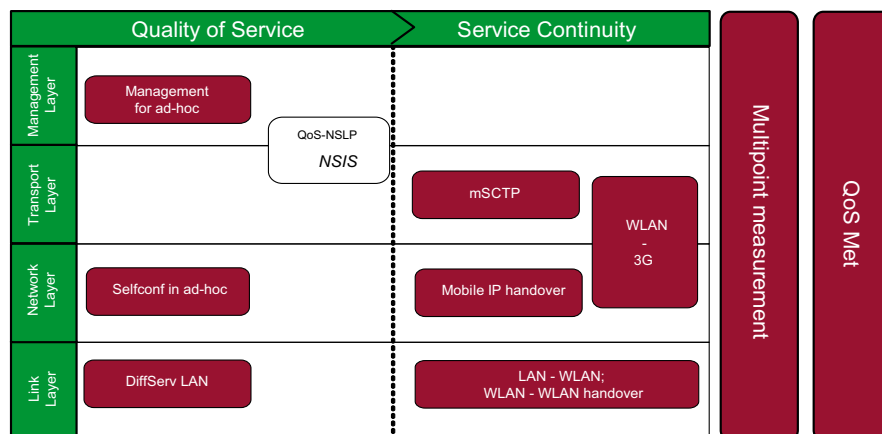 Quality of Service
Service Continuity
Management
Layer
Management
for ad-hoc
QoS-NSLP
NSIS
Transport
Layer
mSCTP
WLAN
-
3G
Network
Layer
Selfconf in ad-hoc
Mobile IP handover
Link
Layer
DiffServ LAN
LAN - WLAN;
WLAN - WLAN handover
Multipoint measurement
QoS Met